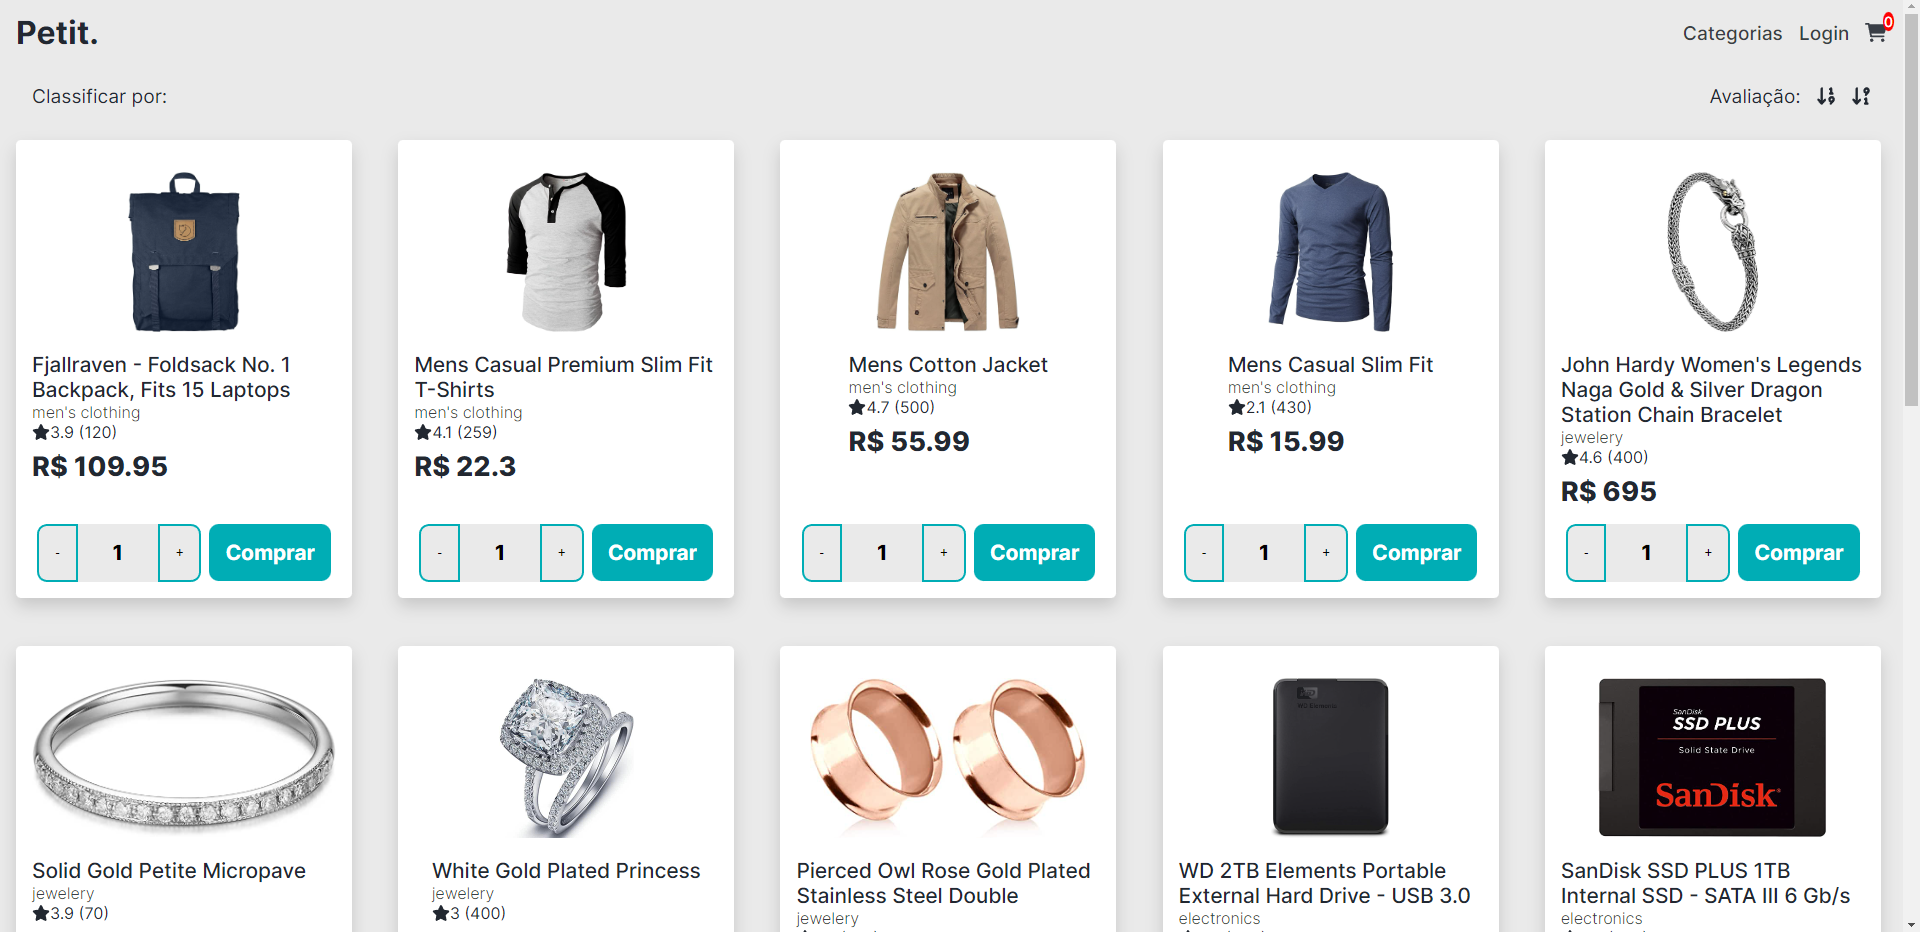 Petit.
Categorias Login 0
Classificar por:
Avaliação:
Fjallraven - Foldsack No. 1
Backpack, Fits 15 Laptops
men's clothing
3.9 (120)
R$ 109.95
- 1 + Comprar
Mens Casual Premium Slim Fit
T-Shirts
men's clothing
4.1 (259)
R$ 22.3
- 1 + Comprar
Mens Cotton Jacket
men's clothing
4.7 (500)
R$ 55.99
- 1 + Comprar
Mens Casual Slim Fit
men's clothing
2.1 (430)
R$ 15.99
- 1 + Comprar
John Hardy Women's Legends
Naga Gold & Silver Dragon
Station Chain Bracelet
jewelery
4.6 (400)
R$ 695
- 1 + Comprar
Solid Gold Petite Micropave
jewelery
3.9 (70)
White Gold Plated Princess
jewelery
3 (400)
Pierced Owl Rose Gold Plated
Stainless Steel Double
jewelery
WD Elements
WD 2TB Elements Portable
External Hard Drive - USB 3.0
electronics
SanDisk
SSD PLUS
Solid State Drive
SanDisk
SanDisk SSD PLUS 1TB
Internal SSD - SATA III 6 Gb/s
electronics